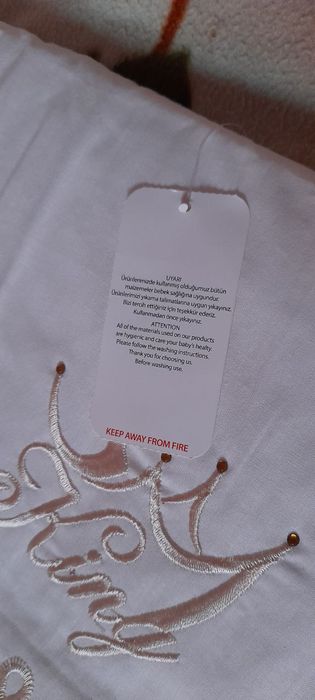 UYARI
Ürünlerimizde kullanmış olduğumuz bütün
malzemeler bebek sağlığına uygundur.
Ürünlerimizi yıkama talimatlarına uygun yıkayınız.
Bizi tercih ettiğiniz için teşekkür ederiz.
Kullanmadan önce yıkayınız.
ATTENTION
All of the materials used on our products
are hygienic and care your baby's healty.
Please follow the washing instructions.
Thank you for choosing us.
Before washing use.
KEEP AWAY FROM FIRE
King